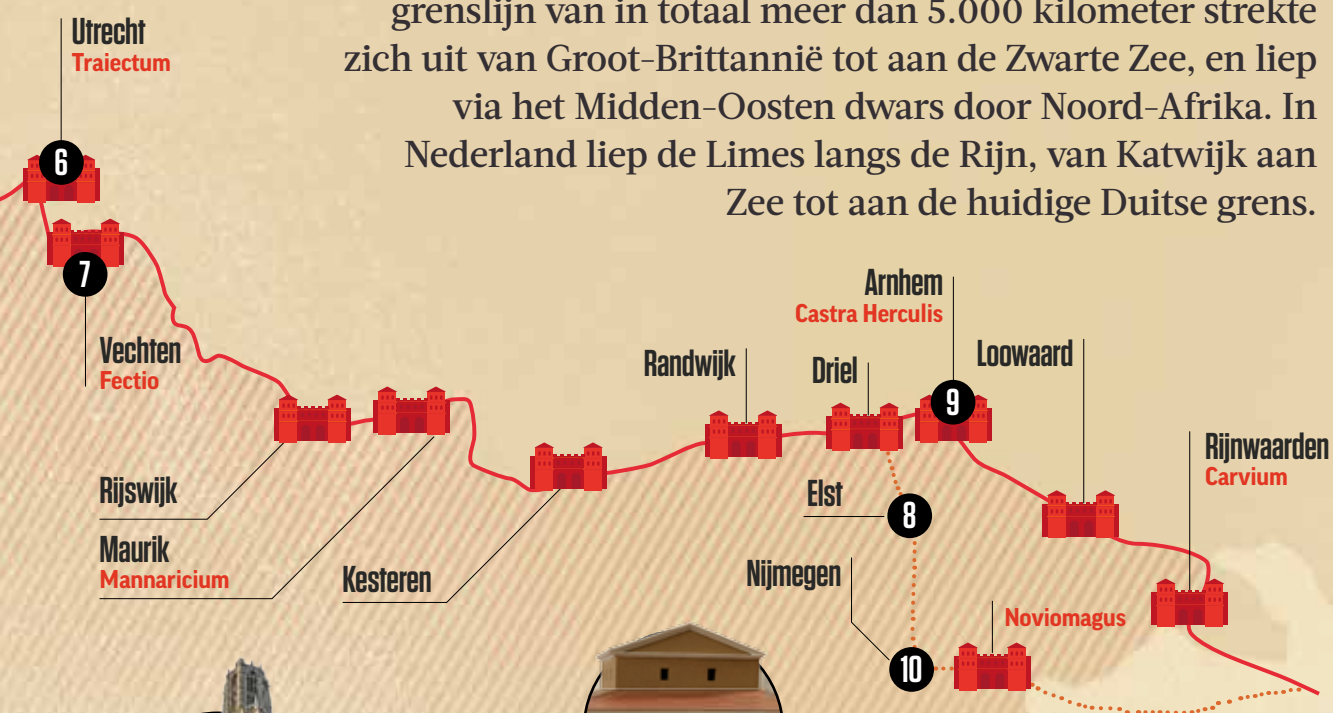 grenslijn van in totaal meer dan 5.000 kilometer strekte
zich uit van Groot-Brittannië tot aan de Zwarte Zee, en liep
via het Midden-Oosten dwars door Noord-Afrika. In
Nederland liep de Limes langs de Rijn, van Katwijk aan
Zee tot aan de huidige Duitse grens.
Utrecht
Traiectum
6
7
Vechten
Fectio
Rijswijk
Maurik
Mannaricium
Kesteren
Randwijk
Driel
Arnhem
Castra Herculis
9
Loowaard
Rijnwaarden
Carvium
Elst
8
Nijmegen
10
Noviomagus